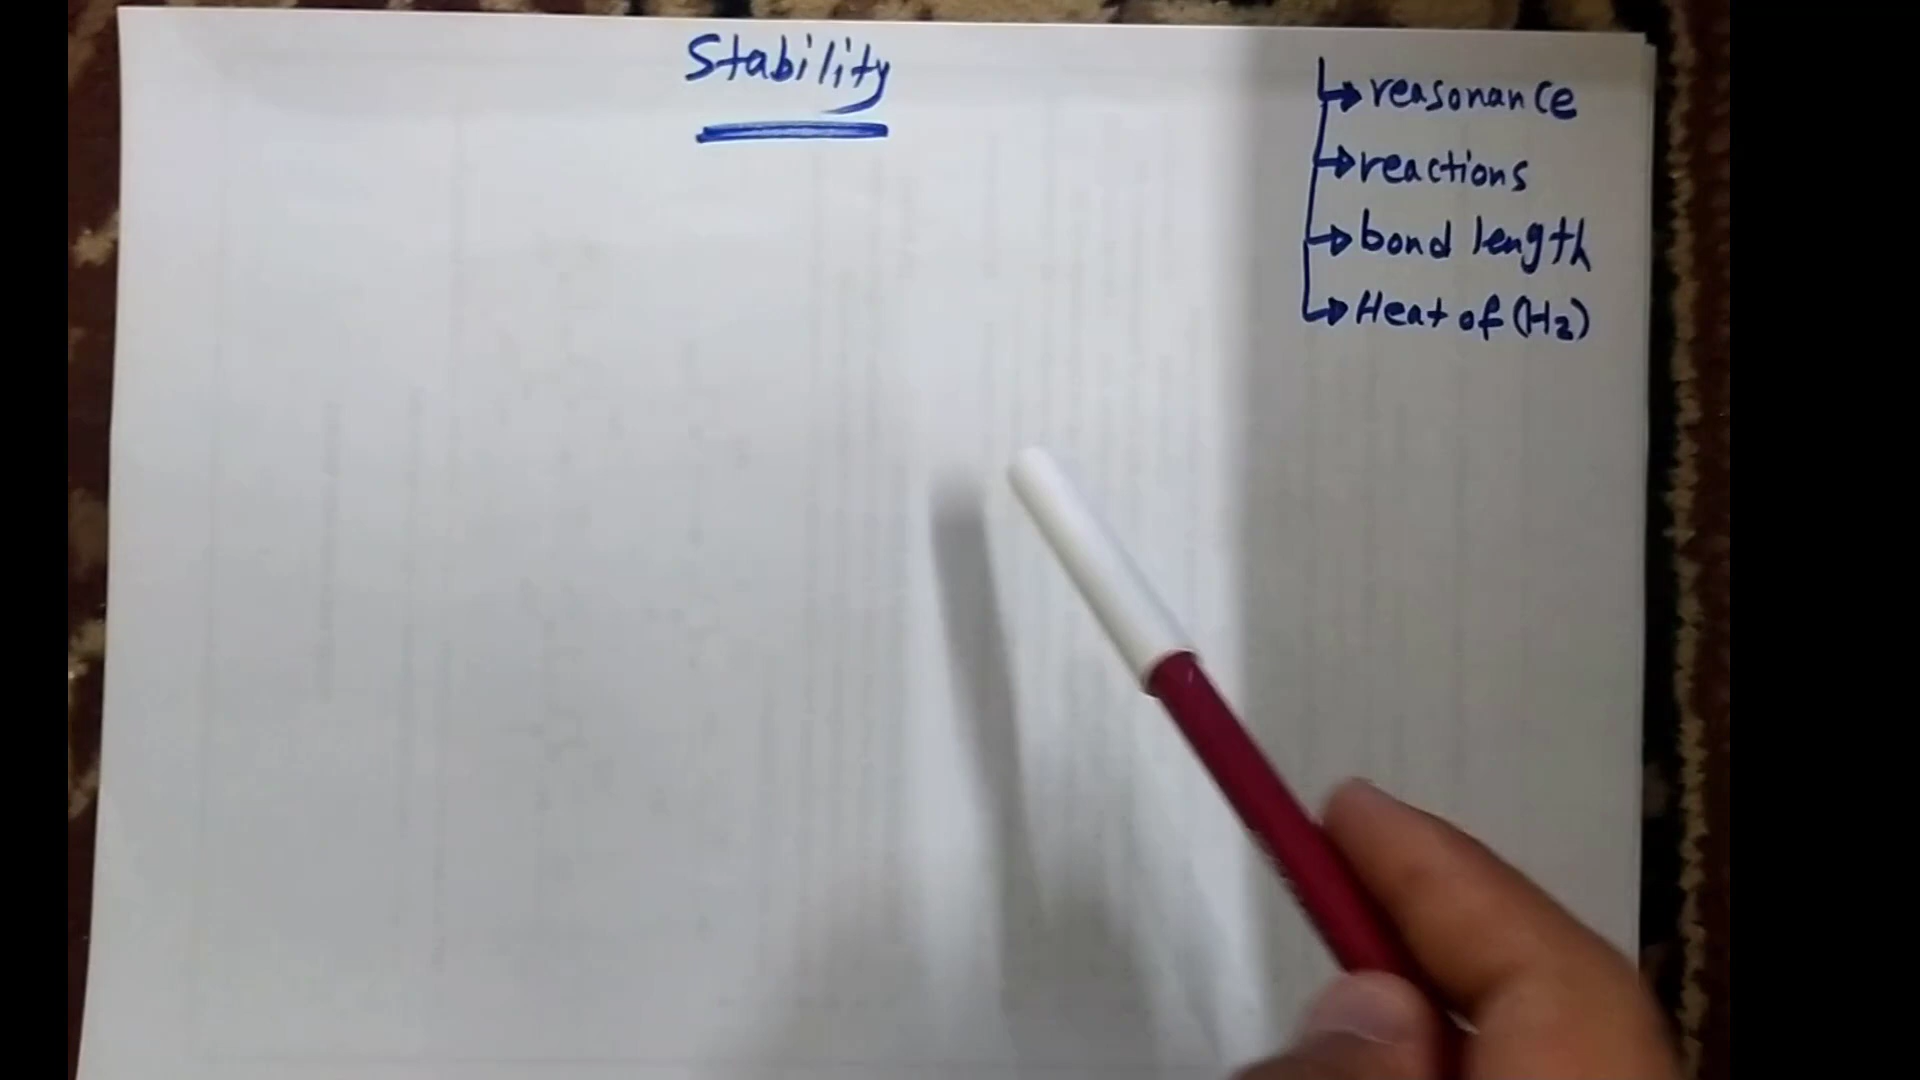 Stability
reasonance
reactions
bond length
Heat of (H₂)